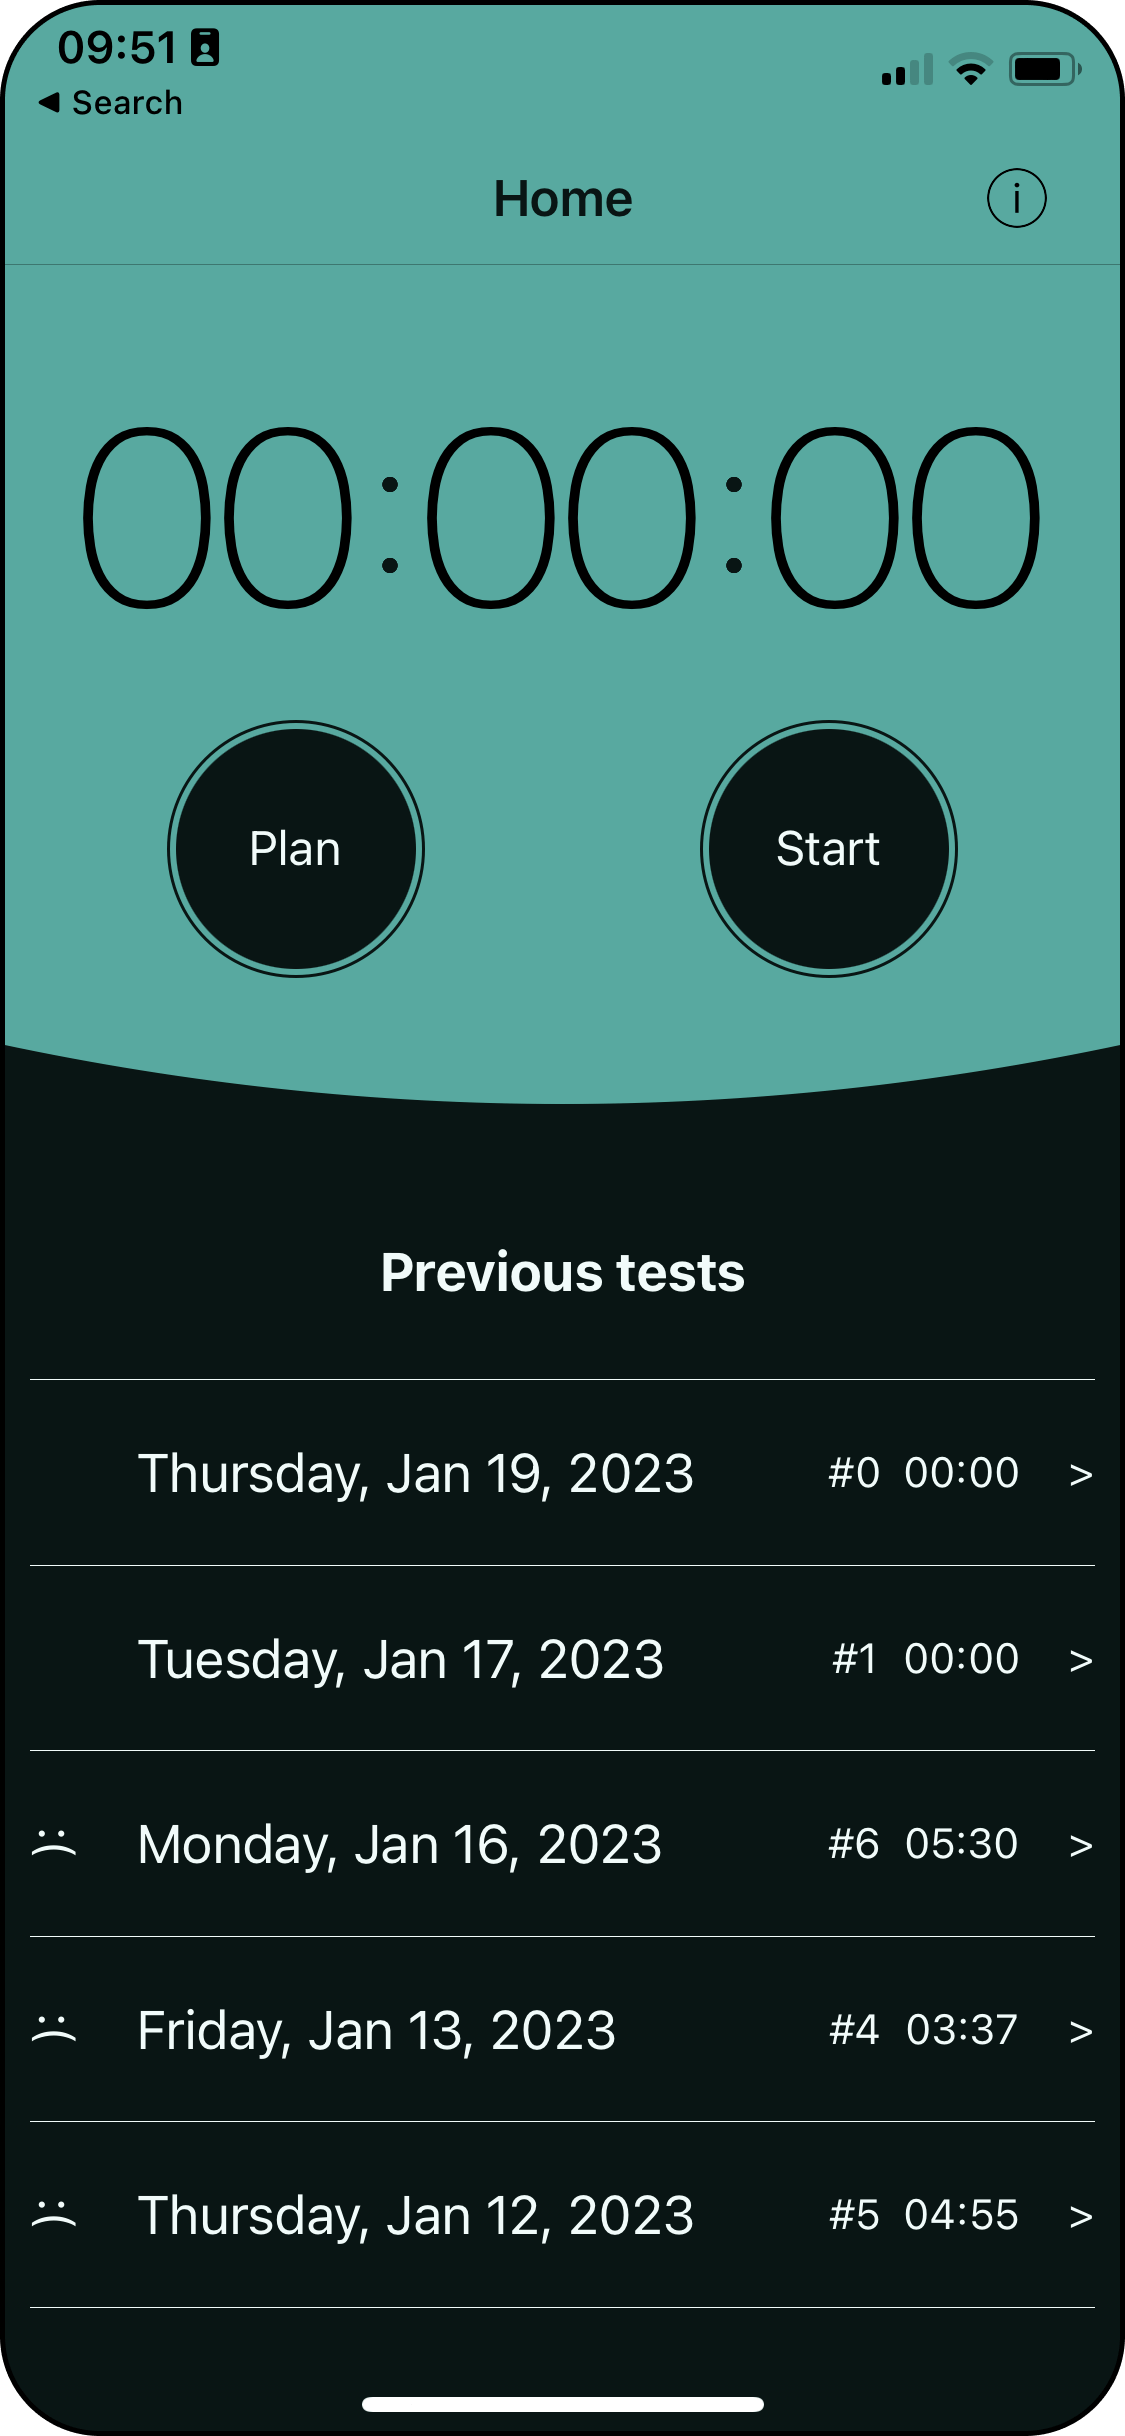 09:51
◀ Search
Home
i
00:00:00
Plan
Start
Previous tests
Thursday, Jan 19, 2023 #0 00:00 >
Tuesday, Jan 17, 2023 #1 00:00 >
:( Monday, Jan 16, 2023 #6 05:30 >
:( Friday, Jan 13, 2023 #4 03:37 >
:( Thursday, Jan 12, 2023 #5 04:55 >